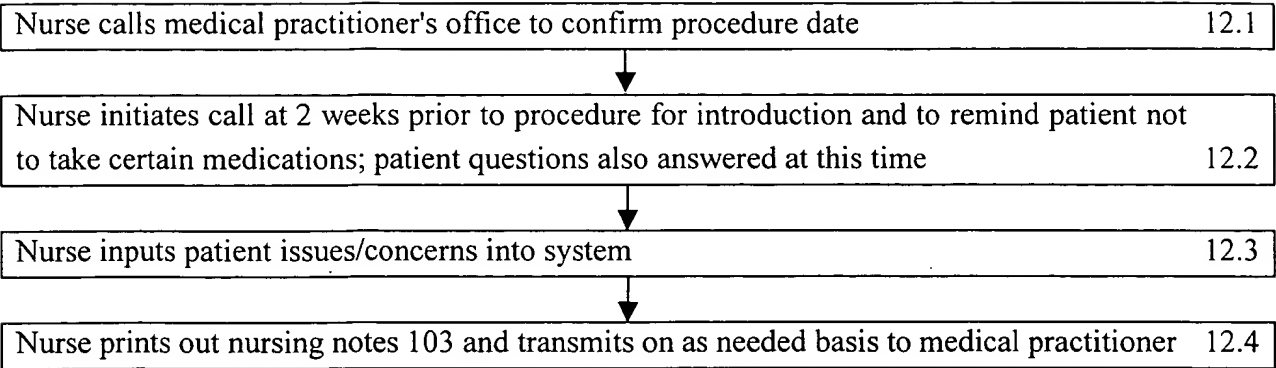 Nurse calls medical practitioner's office to confirm procedure date 12.1
Nurse initiates call at 2 weeks prior to procedure for introduction and to remind patient not
to take certain medications; patient questions also answered at this time 12.2
Nurse inputs patient issues/concerns into system 12.3
Nurse prints out nursing notes 103 and transmits on as needed basis to medical practitioner 12.4